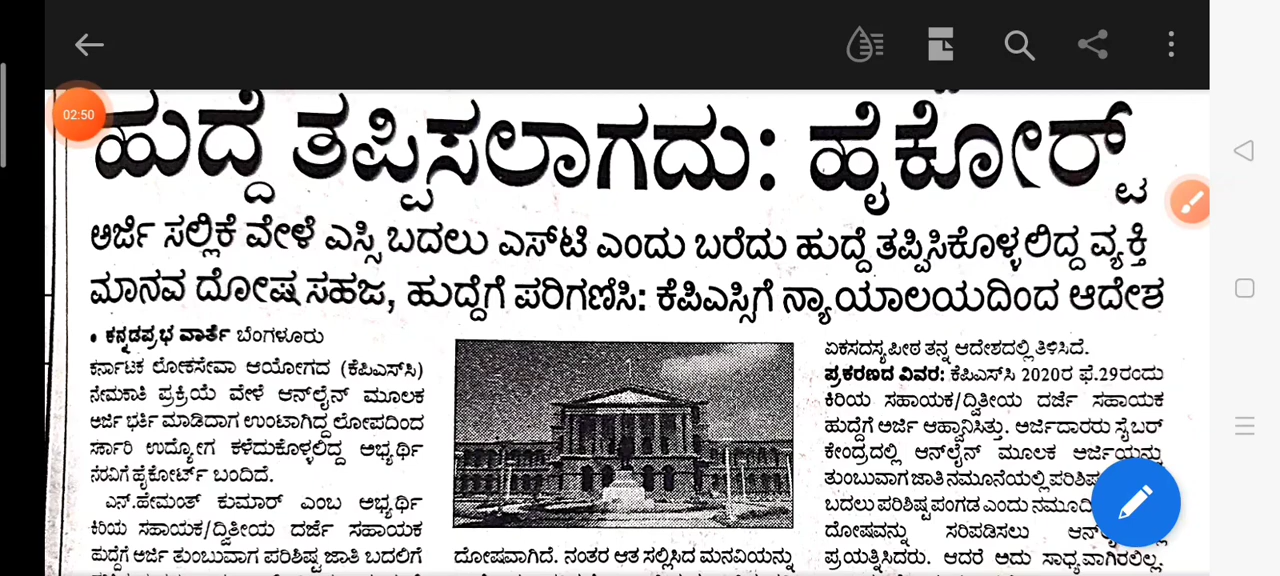 02:50
ಹುದ್ದೆ ತಪ್ಪಿಸಲಾಗದು: ಹೈಕೋರ್ಟ್
ಅರ್ಜಿ ಸಲ್ಲಿಕೆ ವೇಳೆ ಎಸ್ಸಿ ಬದಲು ಎಸ್‌ಟಿ ಎಂದು ಬರೆದು ಹುದ್ದೆ ತಪ್ಪಿಸಿಕೊಳ್ಳಲಿದ್ದ ವ್ಯಕ್ತಿ
ಮಾನವ ದೋಷ ಸಹಜ, ಹುದ್ದೆಗೆ ಪರಿಗಣಿಸಿ: ಕೆಪಿಎಸ್ಸಿಗೆ ನ್ಯಾಯಾಲಯದಿಂದ ಆದೇಶ
• ಕನ್ನಡಪ್ರಭ ವಾರ್ತೆ ಬೆಂಗಳೂರು
ಕರ್ನಾಟಕ ಲೋಕಸೇವಾ ಆಯೋಗದ (ಕೆಪಿಎಸ್‌ಸಿ)
ನೇಮಕಾತಿ ಪ್ರಕ್ರಿಯೆ ವೇಳೆ ಆನ್‌ಲೈನ್ ಮೂಲಕ
ಅರ್ಜಿ ಭರ್ತಿ ಮಾಡಿದಾಗ ಉಂಟಾಗಿದ್ದ ಲೋಪದಿಂದ
ಸರ್ಕಾರಿ ಉದ್ಯೋಗ ಕಳೆದುಕೊಳ್ಳಲಿದ್ದ ಅಭ್ಯರ್ಥಿ
ನೆರವಿಗೆ ಹೈಕೋರ್ಟ್ ಬಂದಿದೆ.
ಎನ್.ಹೇಮಂತ್ ಕುಮಾರ್ ಎಂಬ ಅಭ್ಯರ್ಥಿ
ಕಿರಿಯ ಸಹಾಯಕ/ದ್ವಿತೀಯ ದರ್ಜೆ ಸಹಾಯಕ
ಹುದ್ದೆಗೆ ಅರ್ಜಿ ತುಂಬುವಾಗ ಪರಿಶಿಷ್ಟ ಜಾತಿ ಬದಲಿಗೆ
ದೋಷವಾಗಿದೆ. ನಂತರ ಆತ ಸಲ್ಲಿಸಿದ ಮನವಿಯನ್ನು
ಏಕಸದಸ್ಯ ಪೀಠ ತನ್ನ ಆದೇಶದಲ್ಲಿ ತಿಳಿಸಿದೆ.
ಪ್ರಕರಣದ ವಿವರ: ಕೆಪಿಎಸ್‌ಸಿ 2020ರ ಫೆ.29ರಂದು
ಕಿರಿಯ ಸಹಾಯಕ/ದ್ವಿತೀಯ ದರ್ಜೆ ಸಹಾಯಕ
ಹುದ್ದೆಗೆ ಅರ್ಜಿ ಆಹ್ವಾನಿಸಿತ್ತು. ಅರ್ಜಿದಾರರು ಸೈಬರ್
ಕೇಂದ್ರದಲ್ಲಿ ಆನ್‌ಲೈನ್ ಮೂಲಕ ಅರ್ಜಿಯನ್ನು
ತುಂಬುವಾಗ ಜಾತಿ ನಮೂನೆಯಲ್ಲಿ
ಬದಲು ಪರಿಶಿಷ್ಟ ಪಂಗಡ ಎಂದು
ದೋಷವನ್ನು ಸರಿಪಡಿಸಲು
ಪ್ರಯತ್ನಿಸಿದರು. ಆದರೆ ಅದು ಸಾಧ್ಯವಾಗಿರಲಿಲ್ಲ.